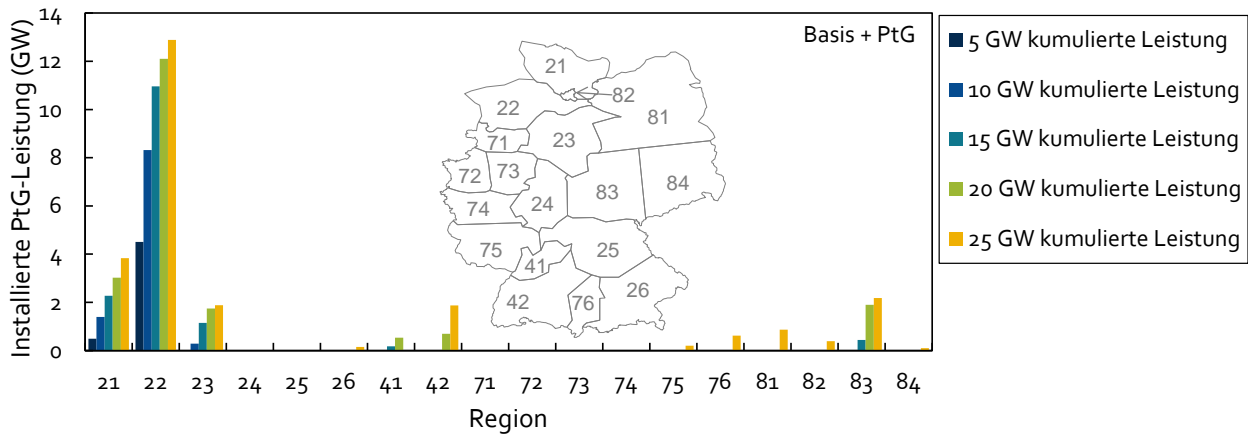 Basis + PtG
Installierte PtG-Leistung (GW)
14
12
10
8
6
4
2
0
21
22
82
81
23
71
72
73
83
84
74
24
75
25
41
42
76
26
21 22 23 24 25 26 41 42 71 72 73 74 75 76 81 82 83 84
Region
5 GW kumulierte Leistung
10 GW kumulierte Leistung
15 GW kumulierte Leistung
20 GW kumulierte Leistung
25 GW kumulierte Leistung